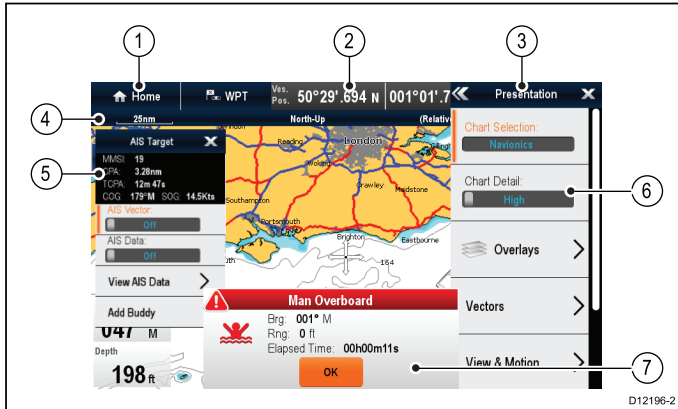 1
2
3
Home
WPT
Ves. Pos. 50°29'.694 N 001°01'.7
Presentation X
4
25nm
North-Up
(Relativ
AIS Target X
5
MMSI: 19
CPA: 3.28nm
TCPA: 12m 47s
COG: 179°M SOG: 14.5Kts
AIS Vector:
Off
AIS Data:
Off
View AIS Data
Add Buddy
047 M
Depth
198 ft
Reading
London
Woking
Crawley
Maidstone
Southampton
Portsmouth
Brighton
Eastbourne
164
Chart Selection:
Navionics
Chart Detail:
High
6
Overlays
Vectors
View & Motion
Man Overboard
Brg: 001° M
Rng: 0 ft
Elapsed Time: 00h00m11s
OK
7
D12196-2